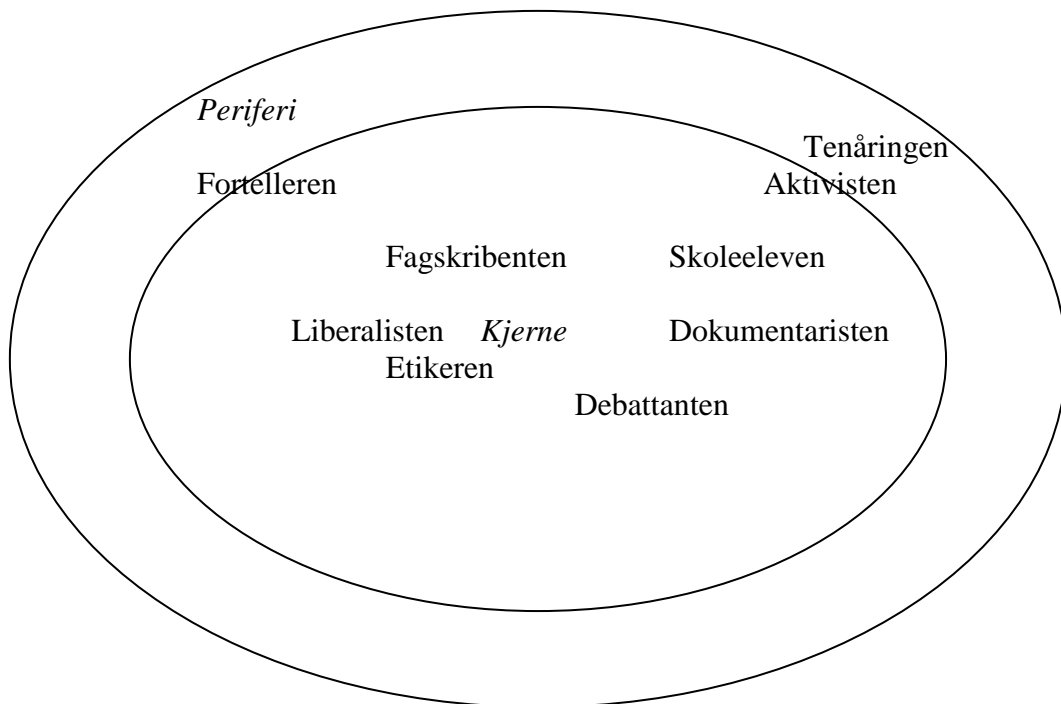 Periferi
Tenåringen
Fortelleren Aktivisten
Fagskribenten Skoleeleven
Liberalisten Kjerne Dokumentaristen
Etikeren
Debattanten